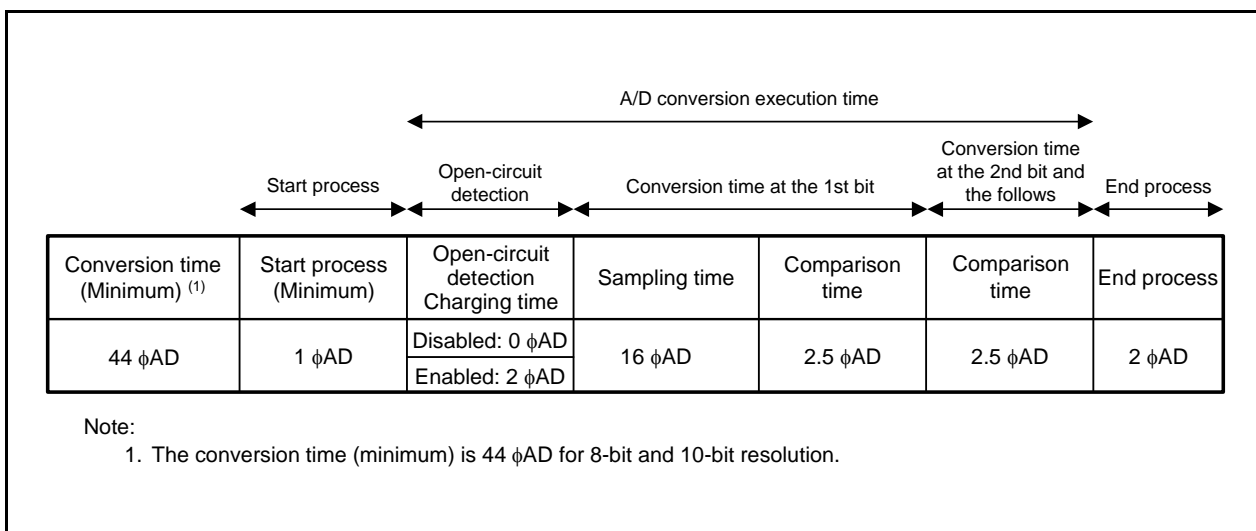 A/D conversion execution time
Start process
Open-circuit
detection
Conversion time at the 1st bit
Conversion time
at the 2nd bit and
the follows
End process
Conversion time
(Minimum) (1)
Start process
(Minimum)
Open-circuit
detection
Charging time
Sampling time
Comparison
time
Comparison
time
End process
44 ϕAD
1 ϕAD
Disabled: 0 ϕAD
Enabled: 2 ϕAD
16 ϕAD
2.5 ϕAD
2.5 ϕAD
2 ϕAD
Note:
1. The conversion time (minimum) is 44 ϕAD for 8-bit and 10-bit resolution.